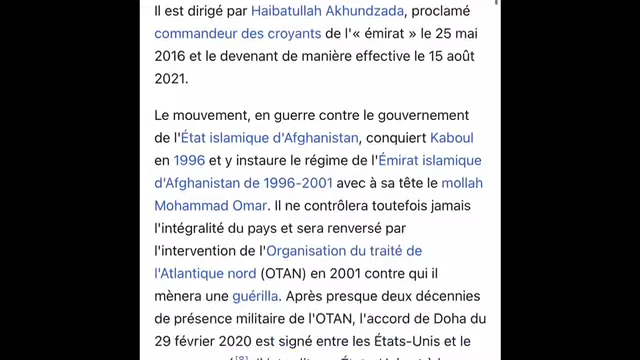 Il est dirigé par Haibatullah Akhundzada, proclamé
commandeur des croyants de l'« émirat » le 25 mai
2016 et le devenant de manière effective le 15 août
2021.
Le mouvement, en guerre contre le gouvernement
de l'État islamique d'Afghanistan, conquiert Kaboul
en 1996 et y instaure le régime de l'Émirat islamique
d'Afghanistan de 1996-2001 avec à sa tête le mollah
Mohammad Omar. Il ne contrôlera toutefois jamais
l'intégralité du pays et sera renversé par
l'intervention de l'Organisation du traité de
l'Atlantique nord (OTAN) en 2001 contre qui il
mènera une guérilla. Après presque deux décennies
de présence militaire de l'OTAN, l'accord de Doha du
29 février 2020 est signé entre les États-Unis et le
[8]